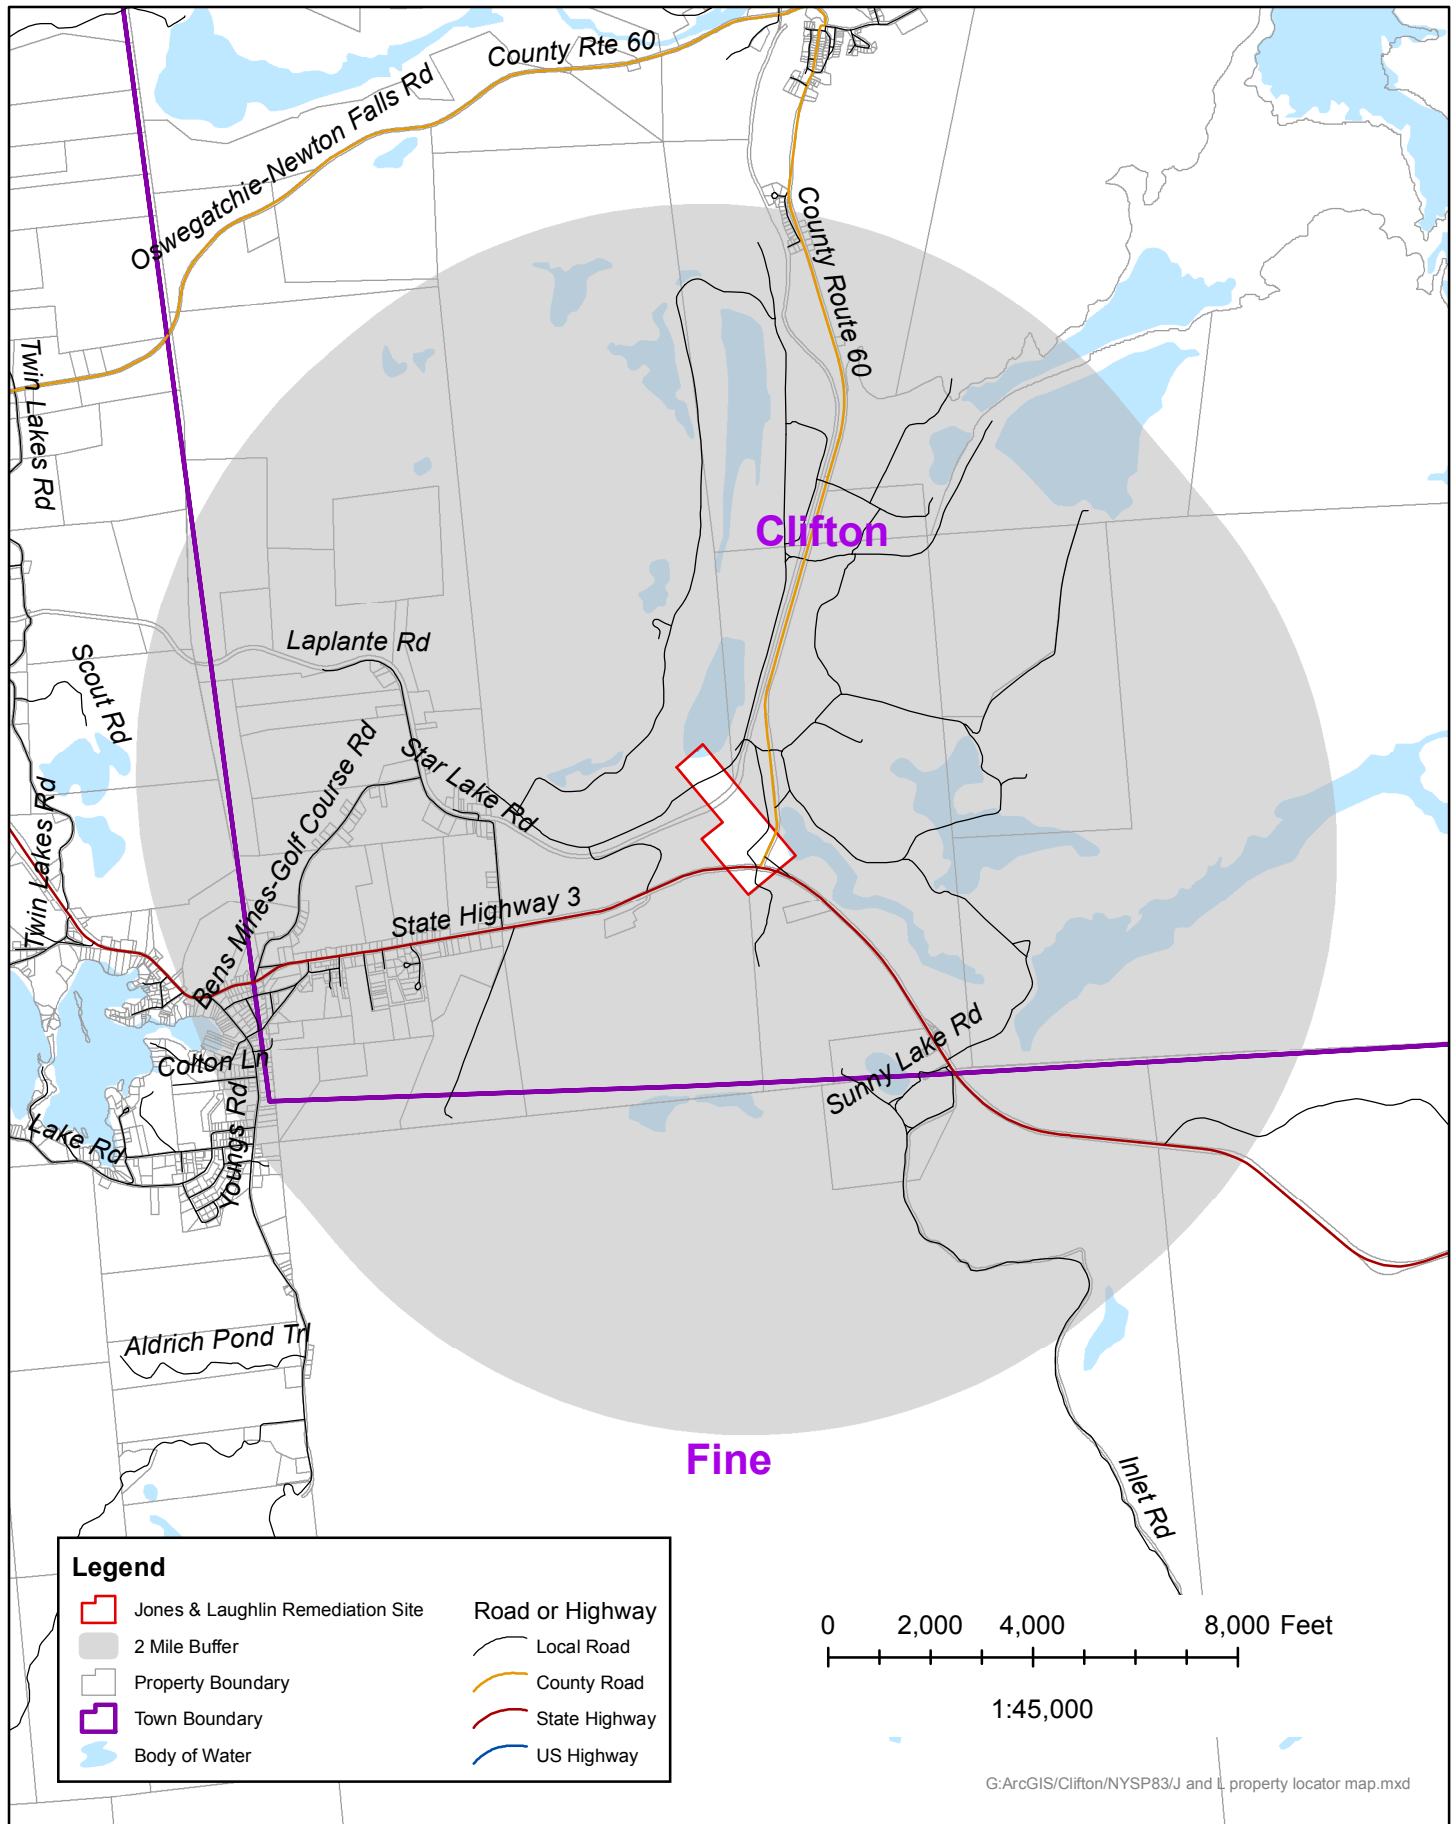 County Rte 60
Oswegatchie-Newton Falls Rd
County Route 60
Twin Lakes Rd
Clifton
Laplante Rd
Scout Rd
Star Lake Rd
Bens Mines-Golf Course Rd
Twin Lakes Rd
State Highway 3
Sunny Lake Rd
Colton Ln
Youngs Rd
Lake Rd
Aldrich Pond Trl
Fine
Inlet Rd
Legend
Jones & Laughlin Remediation Site
2 Mile Buffer
Property Boundary
Town Boundary
Body of Water
Road or Highway
Local Road
County Road
State Highway
US Highway
0 2,000 4,000 8,000 Feet
1:45,000
G:ArcGIS/Clifton/NYSP83/J and L property locator map.mxd